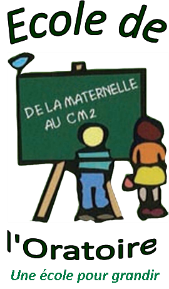 Ecole de
DE LA MATERNELLE
AU CM2
l'Oratoire
Une école pour grandir